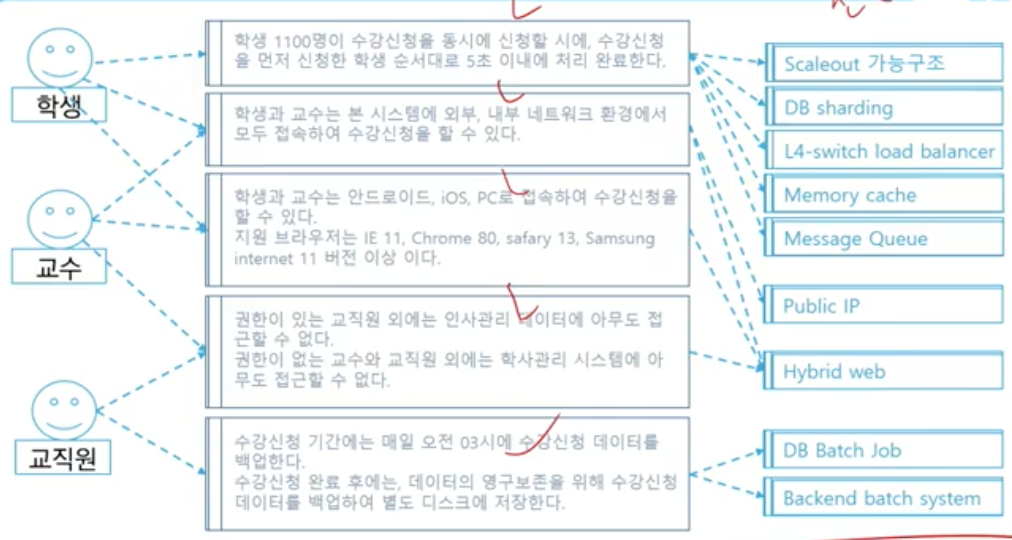 학생
교수
교직원
학생 1100명이 수강신청을 동시에 신청할 시에, 수강신청
을 먼저 신청한 학생 순서대로 5초 이내에 처리 완료한다.
학생과 교수는 본 시스템에 외부, 내부 네트워크 환경에서
모두 접속하여 수강신청을 할 수 있다.
학생과 교수는 안드로이드, iOS, PC로 접속하여 수강신청을
할 수 있다.
지원 브라우저는 IE 11, Chrome 80, safary 13, Samsung
internet 11 버전 이상 이다.
권한이 있는 교직원 외에는 인사관리 데이터에 아무도 접
근할 수 없다.
권한이 없는 교수와 교직원 외에는 학사관리 시스템에 아
무도 접근할 수 없다.
수강신청 기간에는 매일 오전 03시에 수강신청 데이터를
백업한다.
수강신청 완료 후에는, 데이터의 영구보존을 위해 수강신청
데이터를 백업하여 별도 디스크에 저장한다.
Scaleout 가능구조
DB sharding
L4-switch load balancer
Memory cache
Message Queue
Public IP
Hybrid web
DB Batch Job
Backend batch system